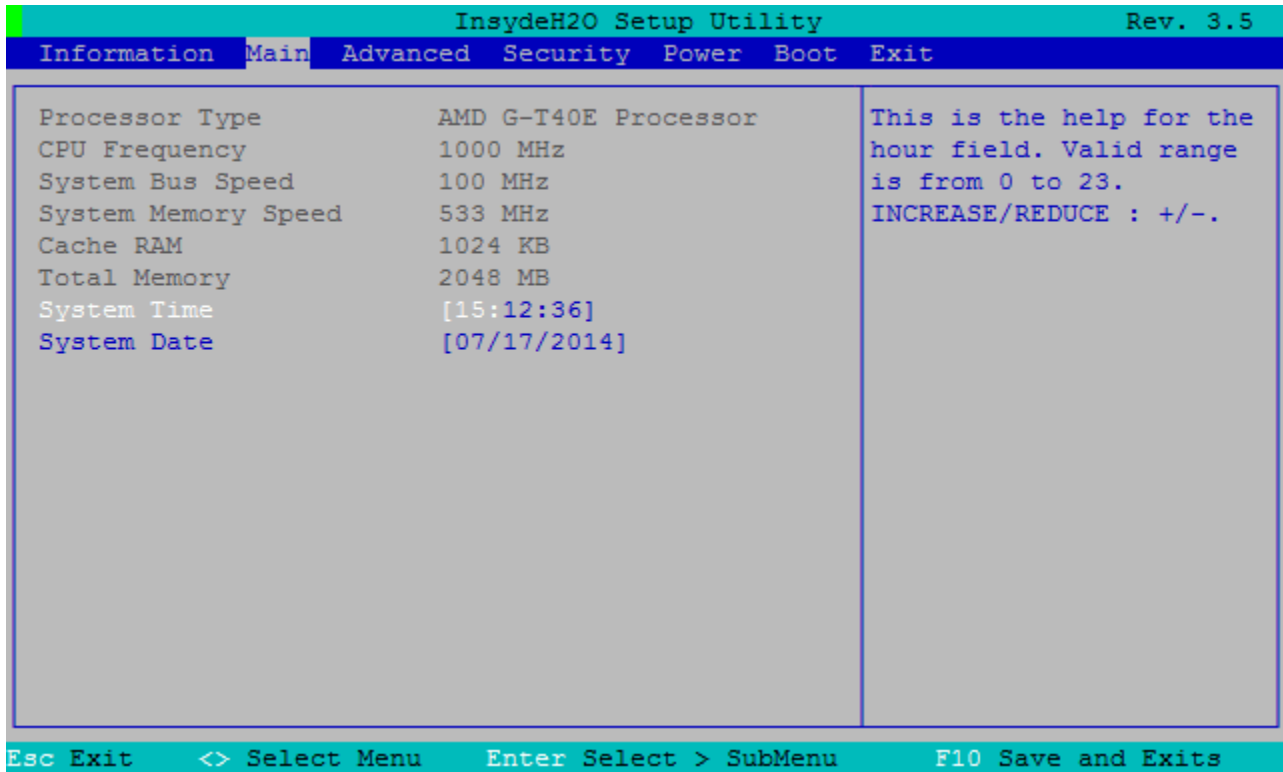 InsydeH2O Setup Utility Rev. 3.5
Information Main Advanced Security Power Boot Exit
Processor Type AMD G-T40E Processor
CPU Frequency 1000 MHz
System Bus Speed 100 MHz
System Memory Speed 533 MHz
Cache RAM 1024 KB
Total Memory 2048 MB
System Time [15:12:36]
System Date [07/17/2014]
This is the help for the
hour field. Valid range
is from 0 to 23.
INCREASE/REDUCE : +/-.
Esc Exit <> Select Menu Enter Select > SubMenu F10 Save and Exits